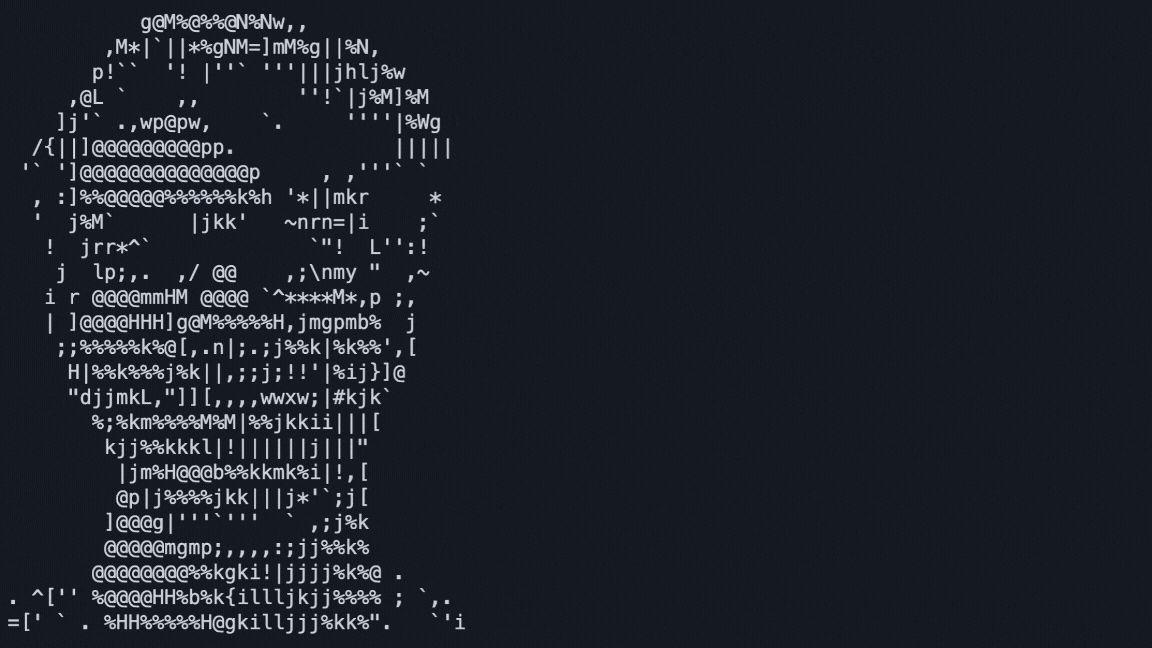 g@M%@%%@N%Nw,,
        ,M*|`||*%gNM=]mM%g||%N,
       p!``  '! |''` '''|||jhlj%w
     ,@L `    ,,        ''!`|j%M]%M
    ]j'` .,wp@pw,    `.     ''''|%Wg
  /{||]@@@@@@@@@pp.             |||||
 '` ']@@@@@@@@@@@@@@p     , ,'''` `
  , :]%%@@@@@%%%%%%k%h '*||mkr     *
  '  j%M`      |jkk'   ~nrn=|i    ;`
   !  jrr*^`             `"!  L'':!
    j  lp;,.  ,/ @@    ,;\nmy "  ,~
   i r @@@@mmHM @@@@ `^****M*,p ;,
   | ]@@@@HHH]g@M%%%%%H,jmgpmb%  j
    ;;%%%%%k%@[,.n|;.;j%%k|%k%%',[
     H|%%k%%%j%k||,;;j;!!'|%ij}]@
     "djjmkL,"]][,,,,wwxw;|#kjk`
       %;%km%%%%M%M|%%jkkii|||[
        kjj%%kkkl|!||||||j|||"
         |jm%H@@@b%%kkmk%i|!,[
         @p|j%%%%jkk|||j*'`;j[
        ]@@@g|'''`'''  ` ,;j%k
        @@@@@mgmp;,,,,:;jj%%k%
       @@@@@@@@%%kgki!|jjjj%k%@ .
. ^['' %@@@@HH%b%k{illljkjj%%%% ; `,.
=[' ` . %HH%%%%%H@gkilljjj%kk%".   `'i